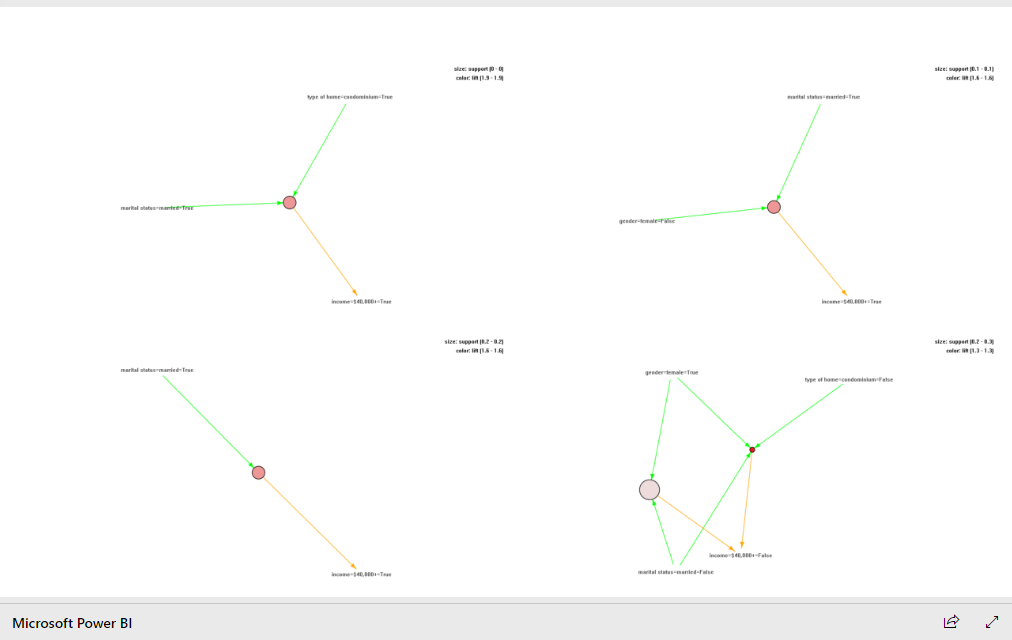 size: support (0 - 0)
color: lift (1.9 - 1.9)
type of home=condominium=True
marital status=married=True
income=$40,000+=True
size: support (0.1 - 0.1)
color: lift (1.6 - 1.6)
marital status=married=True
gender=female=False
income=$40,000+=True
size: support (0.2 - 0.2)
color: lift (1.6 - 1.6)
marital status=married=True
income=$40,000+=True
size: support (0.2 - 0.3)
color: lift (1.3 - 1.3)
gender=female=True
type of home=condominium=False
income=$40,000+=False
marital status=married=False
Microsoft Power BI